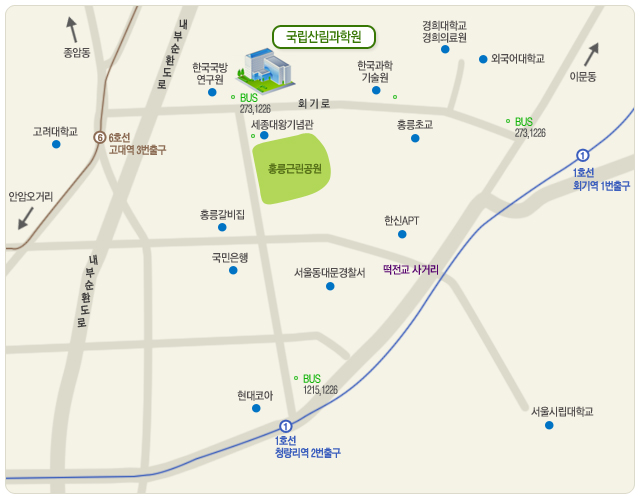 국립산림과학원
종암동
내부순환도로
경희대학교
경희의료원
외국어대학교
이문동
한국국방
연구원
한국과학
기술원
BUS
273,1226
회기로
고려대학교
6
6호선
고대역 3번출구
세종대왕기념관
홍릉초교
BUS
273,1226
1
1호선
회기역 1번출구
홍릉근린공원
안암오거리
홍릉갈비집
한신APT
내부순환도로
국민은행
서울동대문경찰서
떡전교 사거리
BUS
1215,1226
현대코아
서울시립대학교
1
1호선
청량리역 2번출구